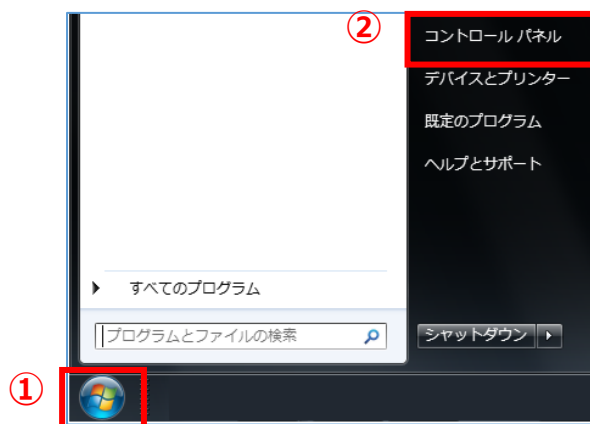 ②
コントロール パネル
デバイスとプリンター
既定のプログラム
ヘルプとサポート
すべてのプログラム
プログラムとファイルの検索
シャットダウン
①